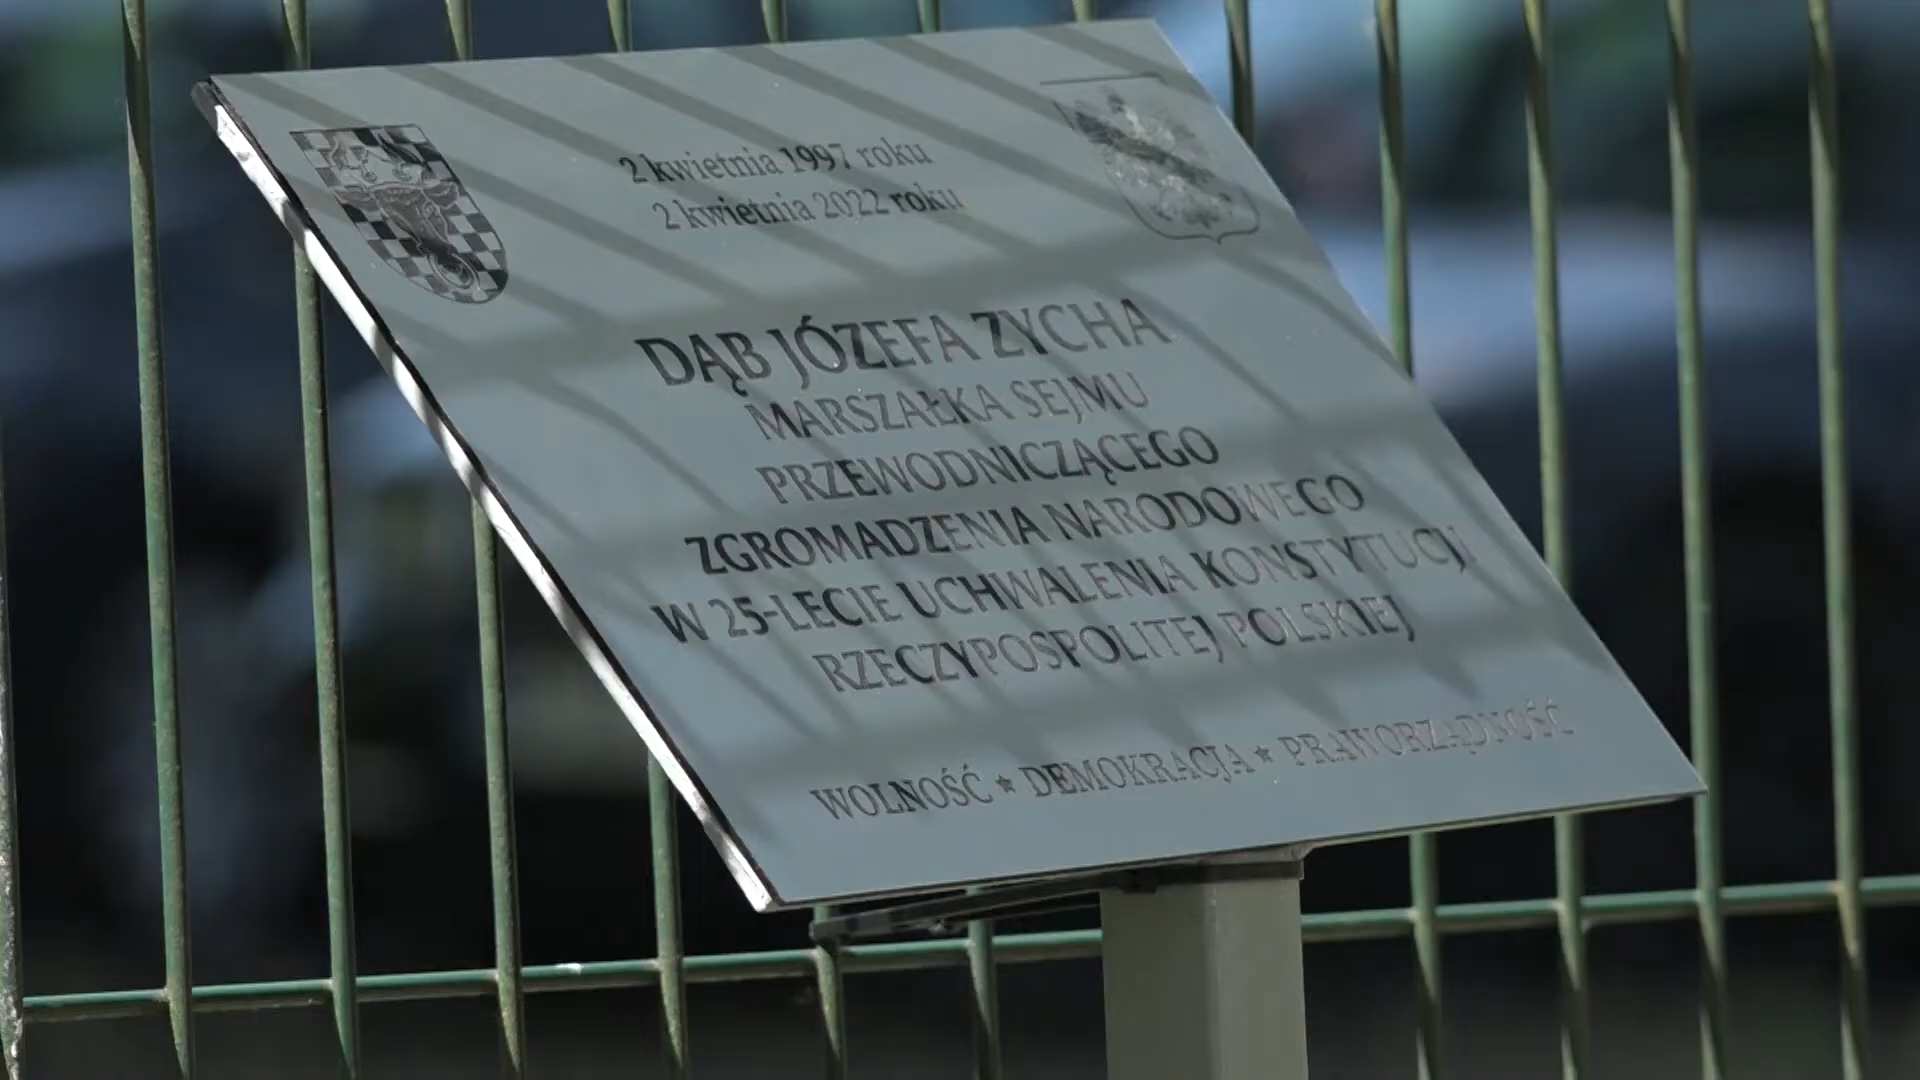 2 kwietnia 1997 roku
2 kwietnia 2022 roku
DĄB JÓZEFA ZYCHA
MARSZAŁKA SEJMU
PRZEWODNICZĄCEGO
ZGROMADZENIA NARODOWEGO
W 25-LECIE UCHWALENIA KONSTYTUCJI
RZECZYPOSPOLITEJ POLSKIEJ
WOLNOŚĆ ★ DEMOKRACJA ★ PRAWORZĄDNOŚĆ